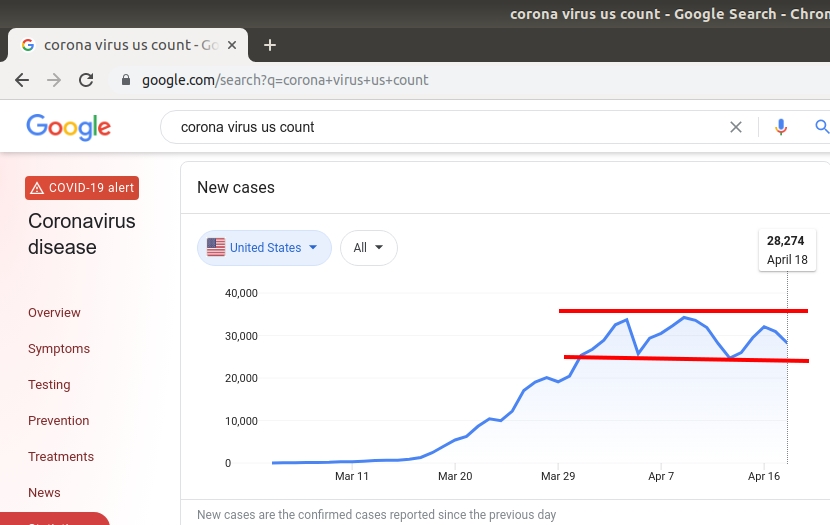 corona virus us count - Google Search - Chron
corona virus us count - Go
google.com/search?q=corona+virus+us+count
Google
corona virus us count
COVID-19 alert
Coronavirus
disease
Overview
Symptoms
Testing
Prevention
Treatments
News
New cases
United States
All
28,274
April 18
40,000
30,000
20,000
10,000
0
Mar 11
Mar 20
Mar 29
Apr 7
Apr 16
New cases are the confirmed cases reported since the previous day